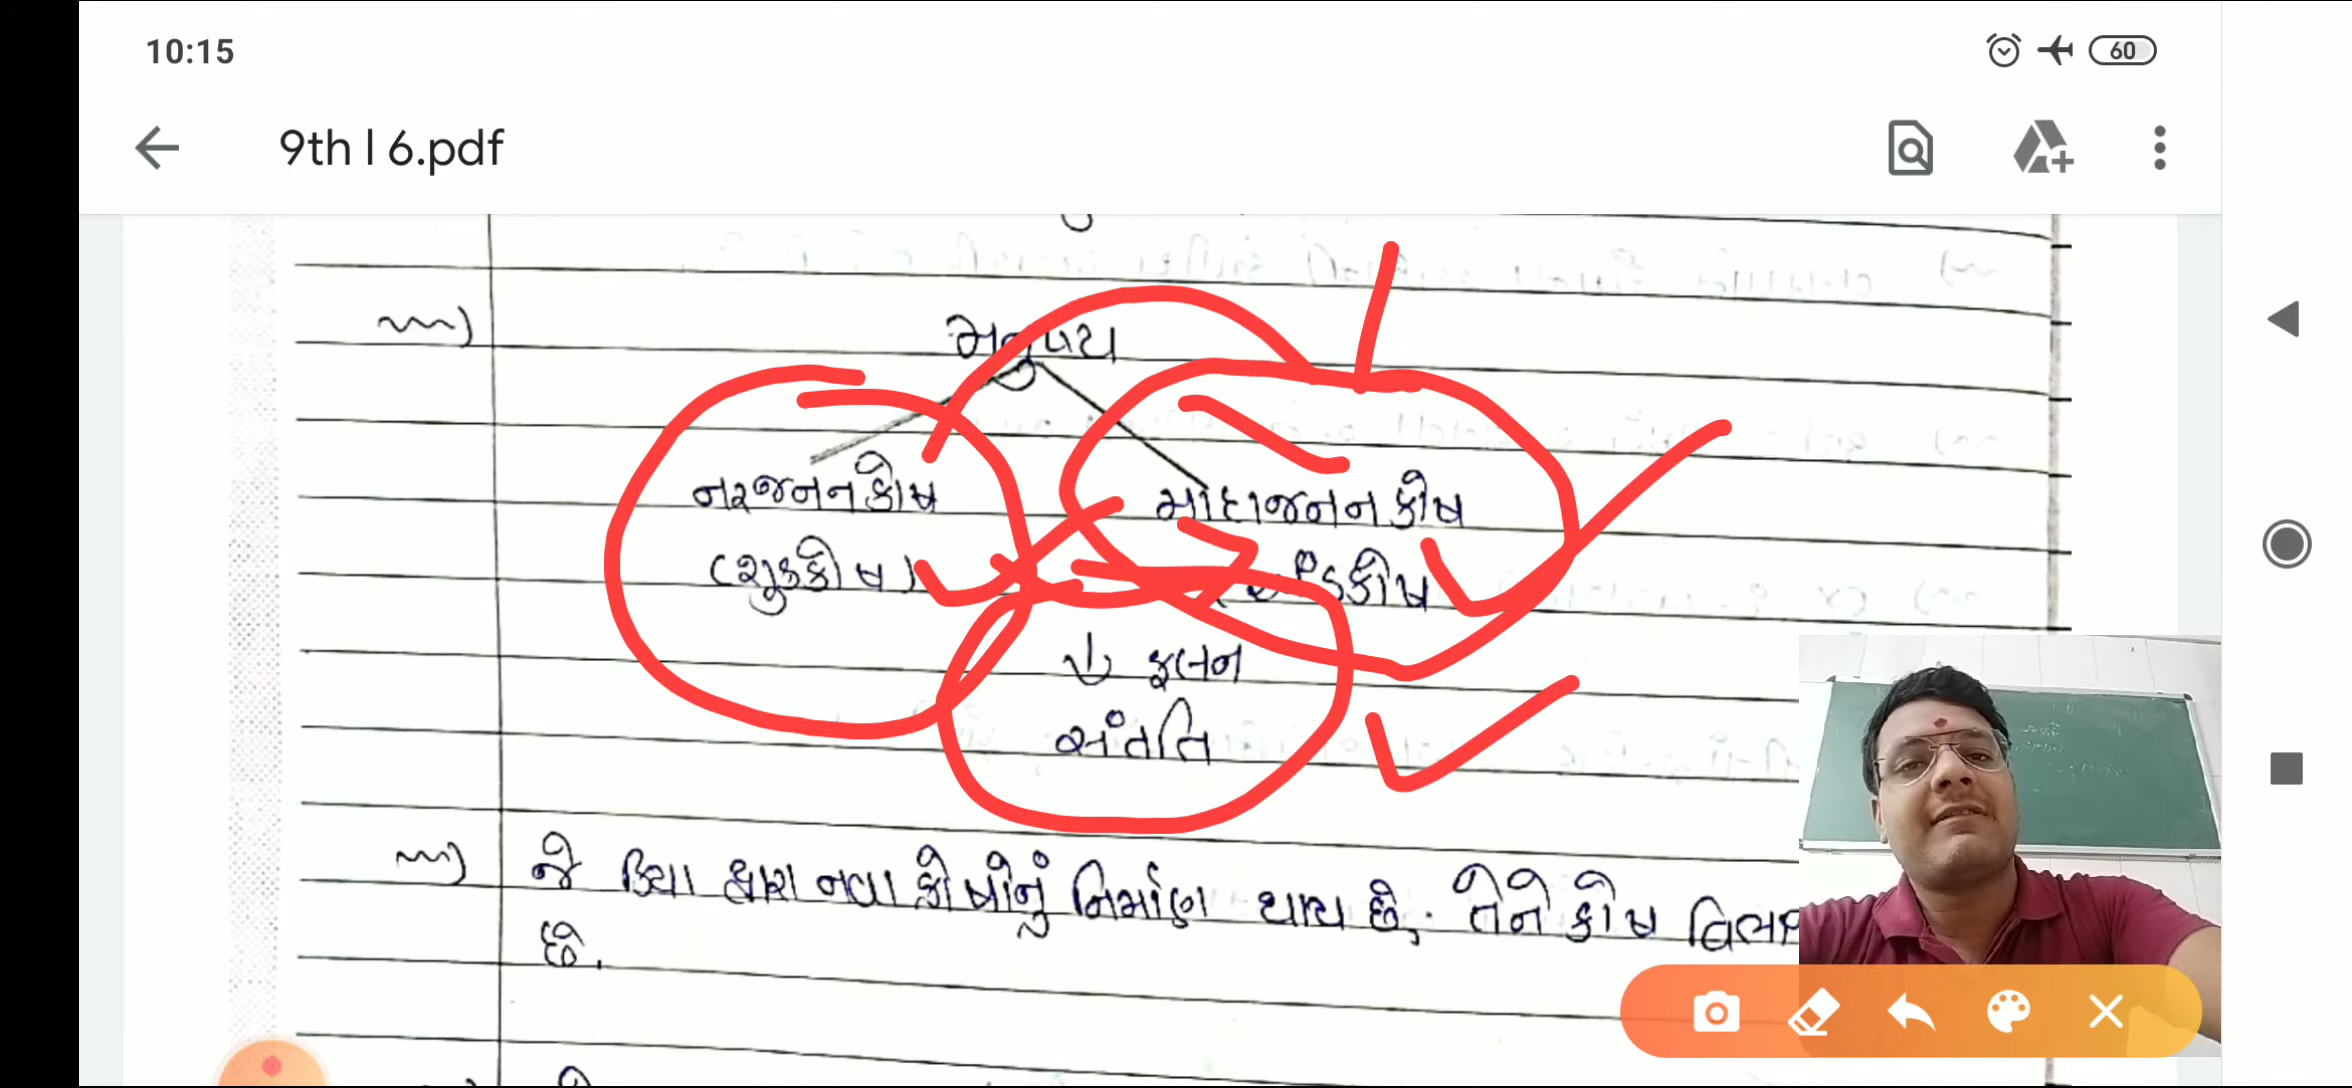 10:15
60
9th l 6.pdf
મનુષ્ય
નરજનનકોષ
માદાજનનકોષ
(શુક્રકોષ)
અંડકોષ
ફલન
સંતતિ
જે ક્રિયા દ્વારા નવા કોષોનું નિર્માણ થાય છે, તેને કોષ
છે.